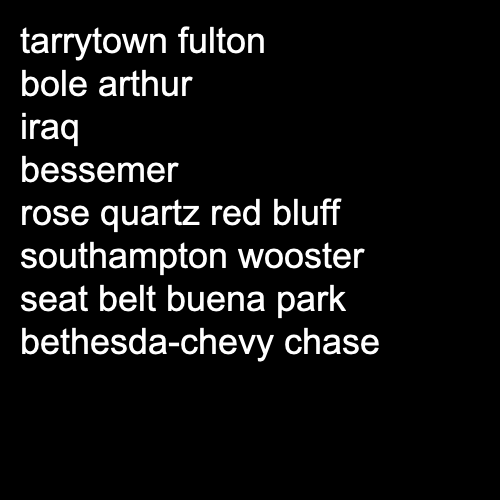 tarrytown fulton
bole arthur
iraq
bessemer
rose quartz red bluff
southampton wooster
seat belt buena park
bethesda-chevy chase